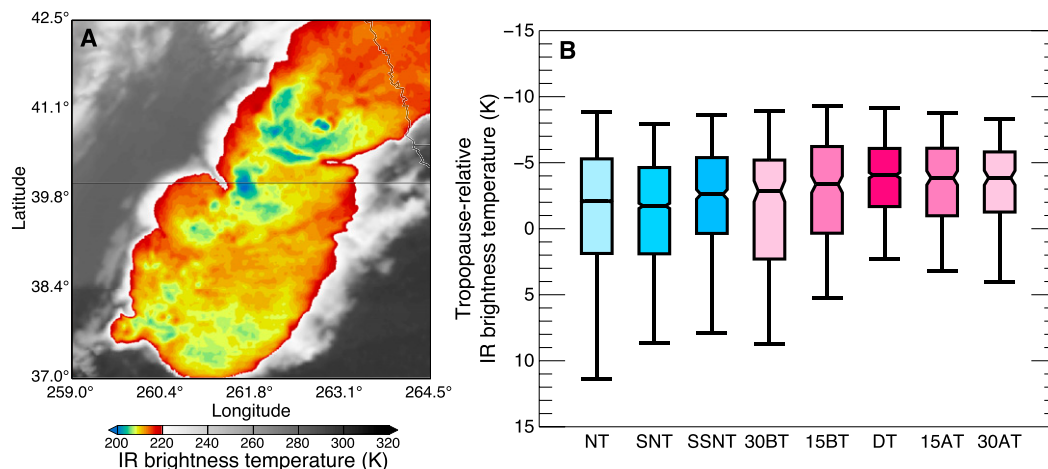 A
42.5°
41.1°
39.8°
38.4°
37.0°
Latitude
259.0° 260.4° 261.8° 263.1° 264.5°
Longitude
200 220 240 260 280 300 320
IR brightness temperature (K)
B
−15
−10
−5
0
5
10
15
Tropopause-relative
IR brightness temperature (K)
NT SNT SSNT 30BT 15BT DT 15AT 30AT